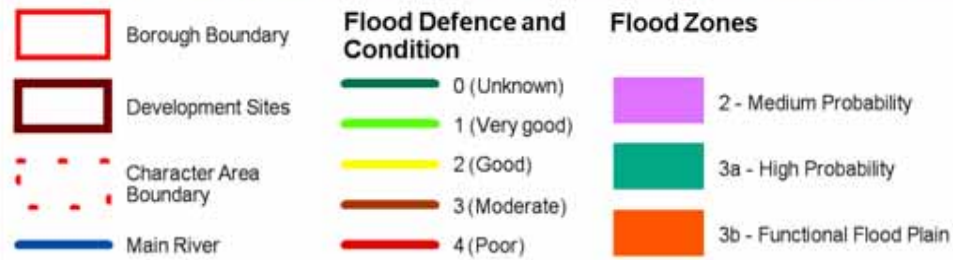 Borough Boundary
Development Sites
Character Area
Boundary
Main River
Flood Defence and
Condition
0 (Unknown)
1 (Very good)
2 (Good)
3 (Moderate)
4 (Poor)
Flood Zones
2 - Medium Probability
3a - High Probability
3b - Functional Flood Plain